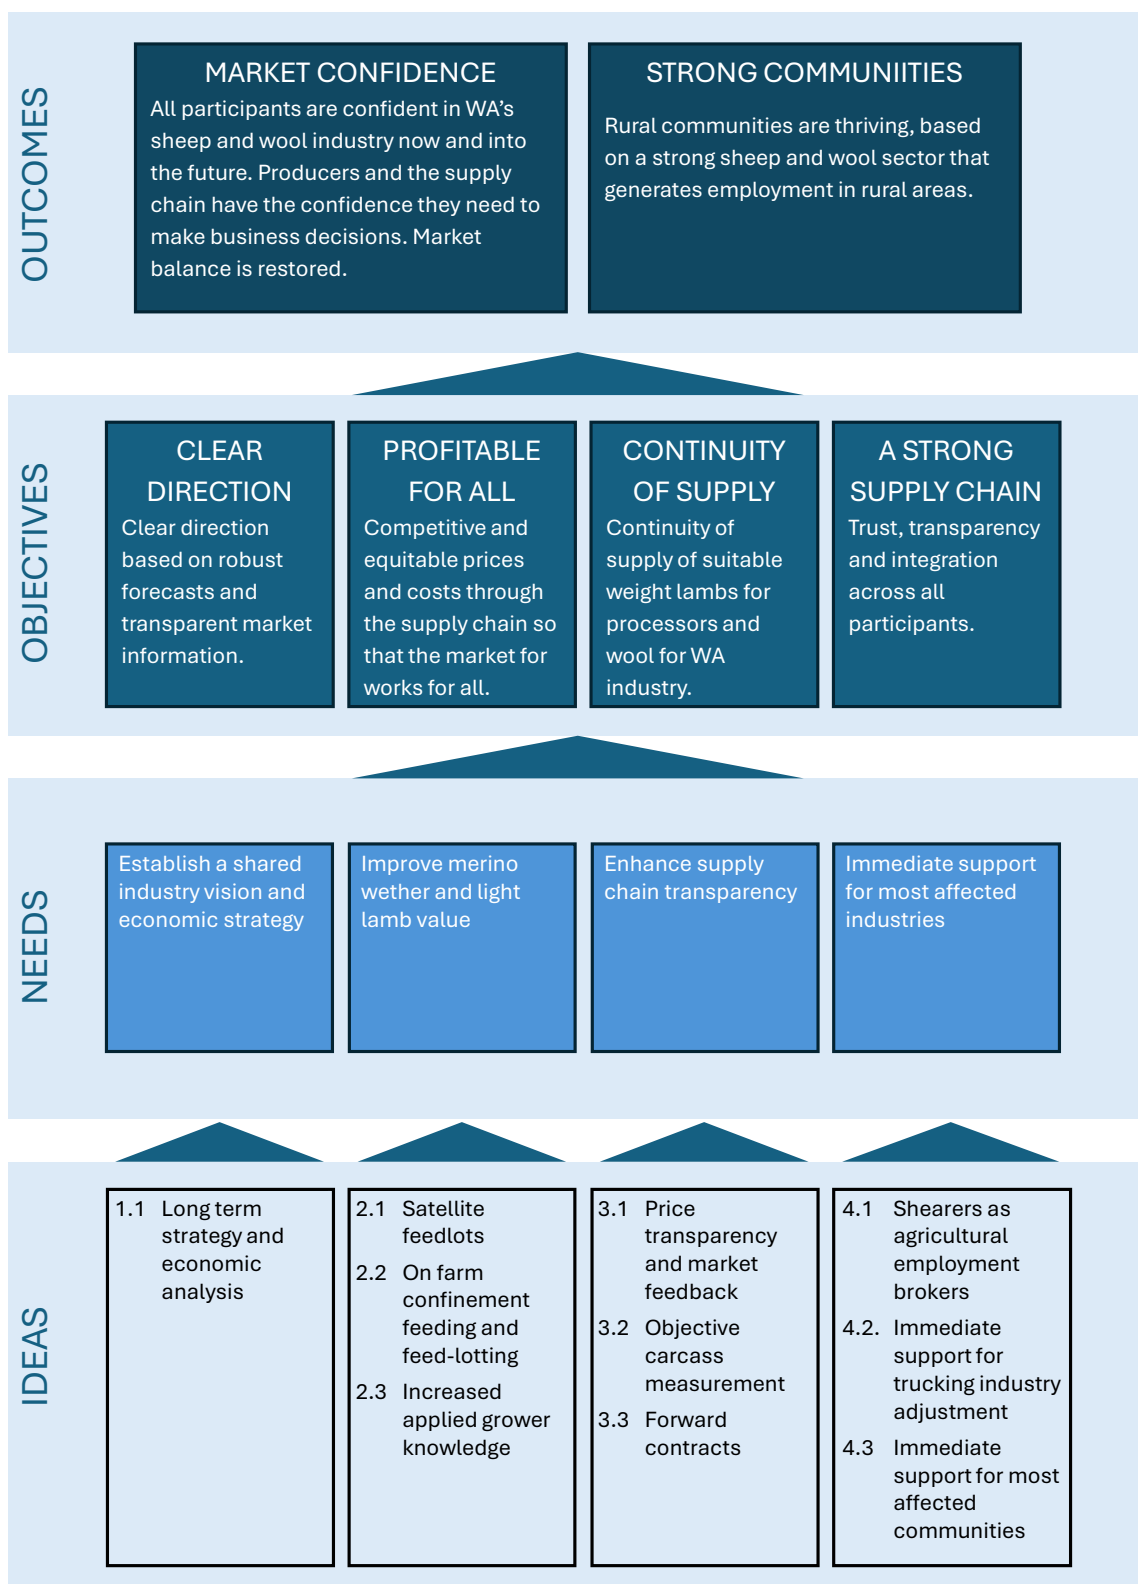 OUTCOMES
MARKET CONFIDENCE
All participants are confident in WA’s
sheep and wool industry now and into
the future. Producers and the supply
chain have the confidence they need to
make business decisions. Market
balance is restored.
STRONG COMMUNIITIES
Rural communities are thriving, based
on a strong sheep and wool sector that
generates employment in rural areas.
OBJECTIVES
CLEAR
DIRECTION
Clear direction
based on robust
forecasts and
transparent market
information.
PROFITABLE
FOR ALL
Competitive and
equitable prices
and costs through
the supply chain so
that the market for
works for all.
CONTINUITY
OF SUPPLY
Continuity of
supply of suitable
weight lambs for
processors and
wool for WA
industry.
A STRONG
SUPPLY CHAIN
Trust, transparency
and integration
across all
participants.
NEEDS
Establish a shared
industry vision and
economic strategy
Improve merino
wether and light
lamb value
Enhance supply
chain transparency
Immediate support
for most affected
industries
IDEAS
1.1 Long term
strategy and
economic
analysis
2.1 Satellite
feedlots
2.2 On farm
confinement
feeding and
feed-lotting
2.3 Increased
applied grower
knowledge
3.1 Price
transparency
and market
feedback
3.2 Objective
carcass
measurement
3.3 Forward
contracts
4.1 Shearers as
agricultural
employment
brokers
4.2. Immediate
support for
trucking industry
adjustment
4.3 Immediate
support for most
affected
communities